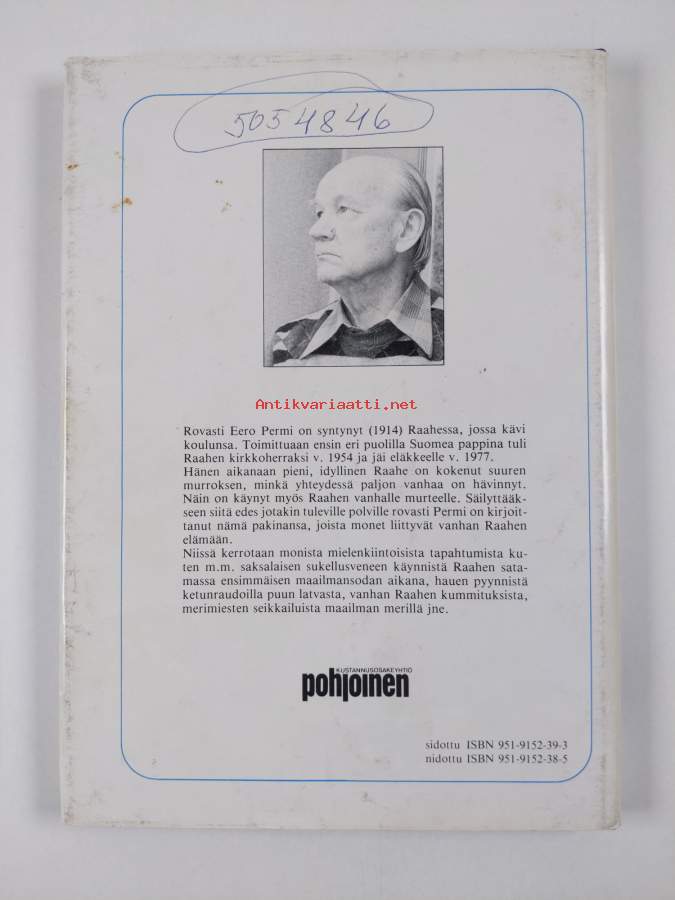 5054846
Antikvariaatti.net
Rovasti Eero Permi on syntynyt (1914) Raahessa, jossa kävi
koulunsa. Toimittuaan ensin eri puolilla Suomea pappina tuli
Raahen kirkkoherraksi v. 1954 ja jäi eläkkeelle v. 1977.
Hänen aikanaan pieni, idyllinen Raahe on kokenut suuren
murroksen, minkä yhteydessä paljon vanhaa on hävinnyt.
Näin on käynyt myös Raahen vanhalle murteelle. Säilyttääk-
seen siitä edes jotakin tuleville polville rovasti Permi on kirjoit-
tanut nämä pakinansa, joista monet liittyvät vanhan Raahen
elämään.
Niissä kerrotaan monista mielenkiintoisista tapahtumista ku-
ten m.m. saksalaisen sukellusveneen käynnistä Raahen sata-
massa ensimmäisen maailmansodan aikana, hauen pyynnistä
ketunraudoilla puun latvasta, vanhan Raahen kummituksista,
merimiesten seikkailuista maailman merillä jne.
KUSTANNUSOSAKEYHTIÖ
pohjoinen
sidottu ISBN 951-9152-39-3
nidottu ISBN 951-9152-38-5